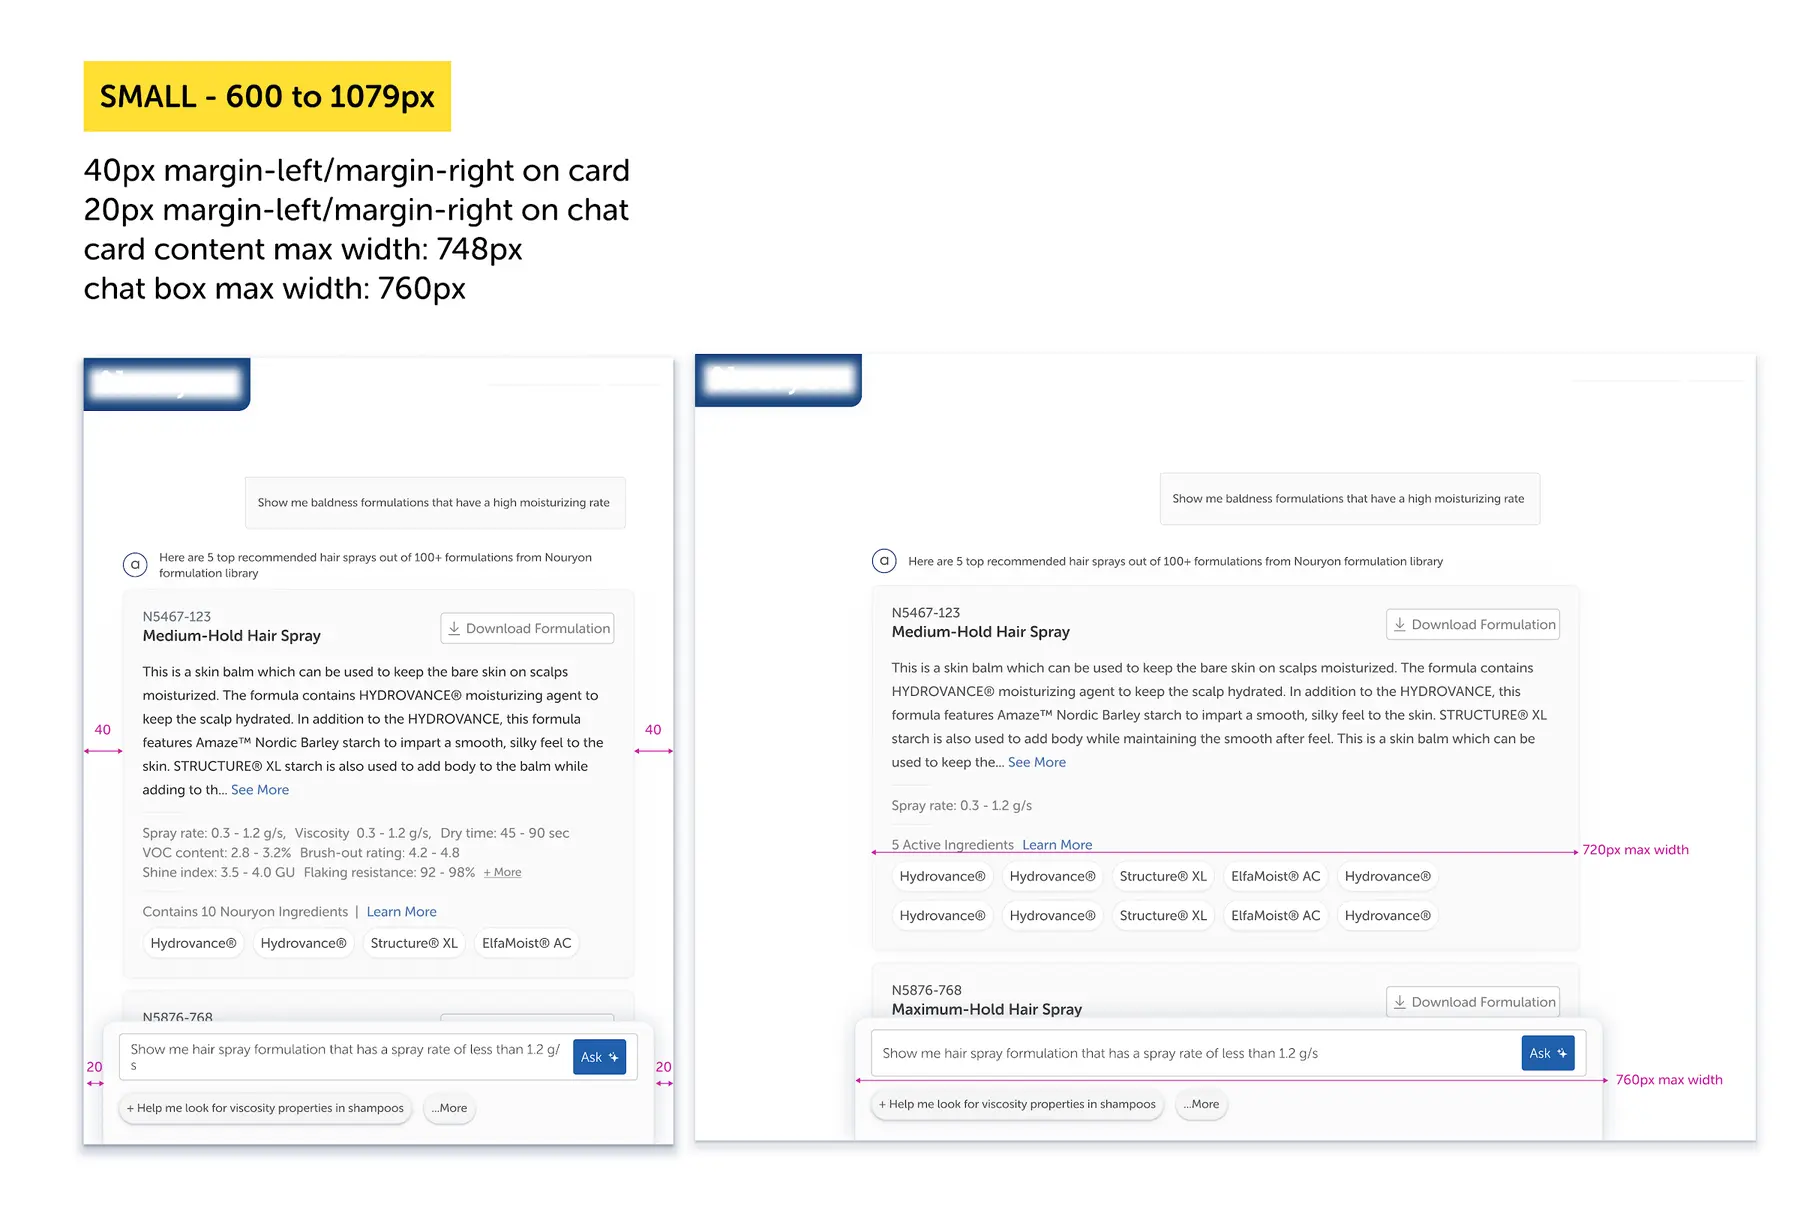 SMALL - 600 to 1079px
40px margin-left/margin-right on card
20px margin-left/margin-right on chat
card content max width: 748px
chat box max width: 760px
Show me baldness formulations that have a high moisturizing rate
a
Here are 5 top recommended hair sprays out of 100+ formulations from Nouryon
formulation library
N5467-123
Medium-Hold Hair Spray
Download Formulation
This is a skin balm which can be used to keep the bare skin on scalps
moisturized. The formula contains HYDROVANCE® moisturizing agent to
keep the scalp hydrated. In addition to the HYDROVANCE, this formula
features Amaze™ Nordic Barley starch to impart a smooth, silky feel to the
skin. STRUCTURE® XL starch is also used to add body to the balm while
adding to th... See More
40
40
Spray rate: 0.3 - 1.2 g/s, Viscosity 0.3 - 1.2 g/s, Dry time: 45 - 90 sec
VOC content: 2.8 - 3.2% Brush-out rating: 4.2 - 4.8
Shine index: 3.5 - 4.0 GU Flaking resistance: 92 - 98% + More
Contains 10 Nouryon Ingredients | Learn More
Hydrovance® Hydrovance® Structure® XL ElfaMoist® AC
N5876-768
Show me hair spray formulation that has a spray rate of less than 1.2 g/
s
Ask
20
20
+ Help me look for viscosity properties in shampoos ...More
Show me baldness formulations that have a high moisturizing rate
a
Here are 5 top recommended hair sprays out of 100+ formulations from Nouryon formulation library
N5467-123
Medium-Hold Hair Spray
Download Formulation
This is a skin balm which can be used to keep the bare skin on scalps moisturized. The formula contains
HYDROVANCE® moisturizing agent to keep the scalp hydrated. In addition to the HYDROVANCE, this
formula features Amaze™ Nordic Barley starch to impart a smooth, silky feel to the skin. STRUCTURE® XL
starch is also used to add body while maintaining the smooth after feel. This is a skin balm which can be
used to keep the... See More
Spray rate: 0.3 - 1.2 g/s
5 Active Ingredients Learn More
720px max width
Hydrovance® Hydrovance® Structure® XL ElfaMoist® AC Hydrovance®
Hydrovance® Hydrovance® Structure® XL ElfaMoist® AC Hydrovance®
N5876-768
Maximum-Hold Hair Spray
Download Formulation
Show me hair spray formulation that has a spray rate of less than 1.2 g/s
Ask
760px max width
+ Help me look for viscosity properties in shampoos ...More